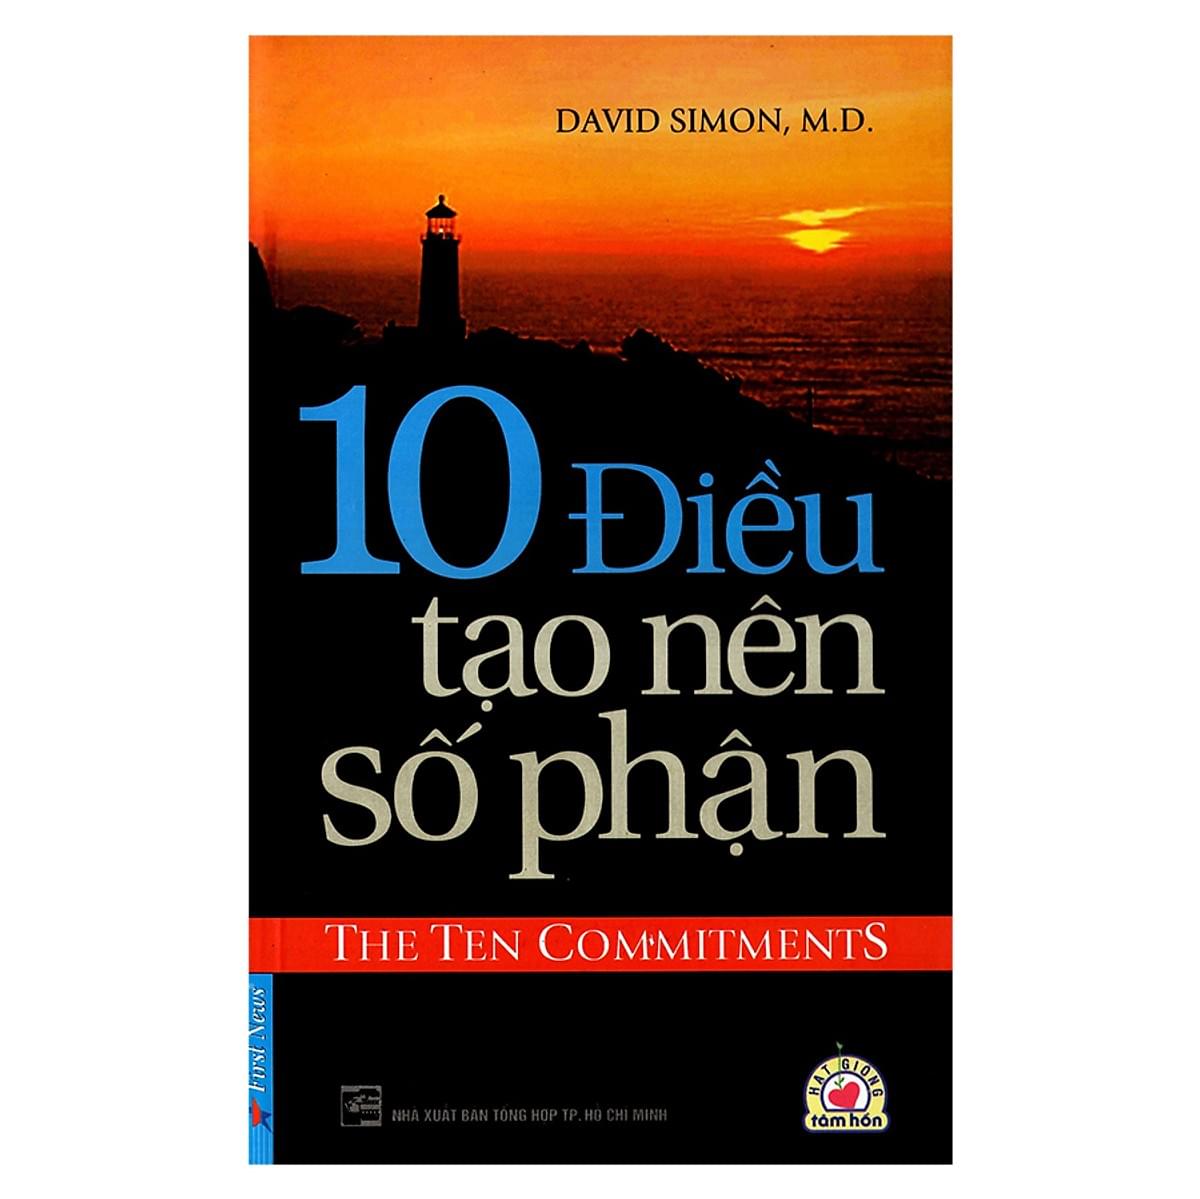 DAVID SIMON, M.D.
10 Điều
tạo nên
số phận
THE TEN COMMITMENTS
First News
NHÀ XUẤT BẢN TỔNG HỢP TP. HỒ CHÍ MINH
HẠT GIỐNG
tâm hồn